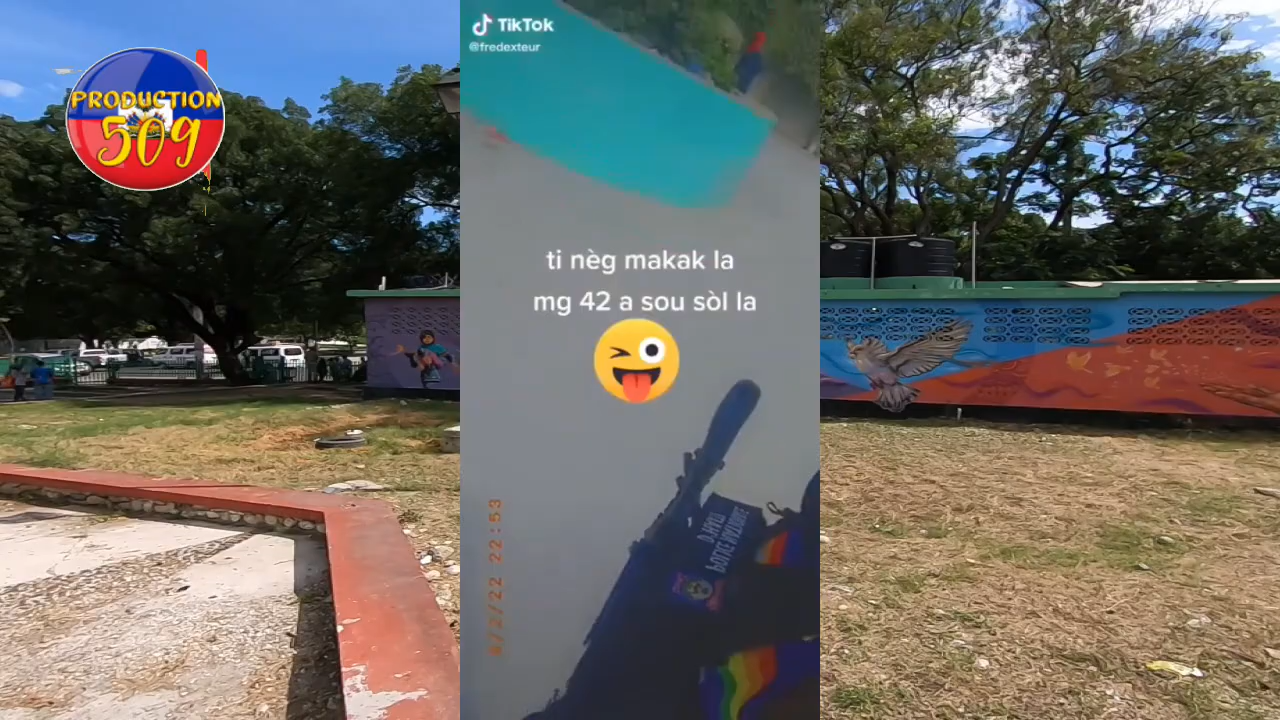 PRODUCTION
509
TikTok
@fredexteur
ti nèg makak la
mg 42 a sou sòl la
8/2/22 22:53